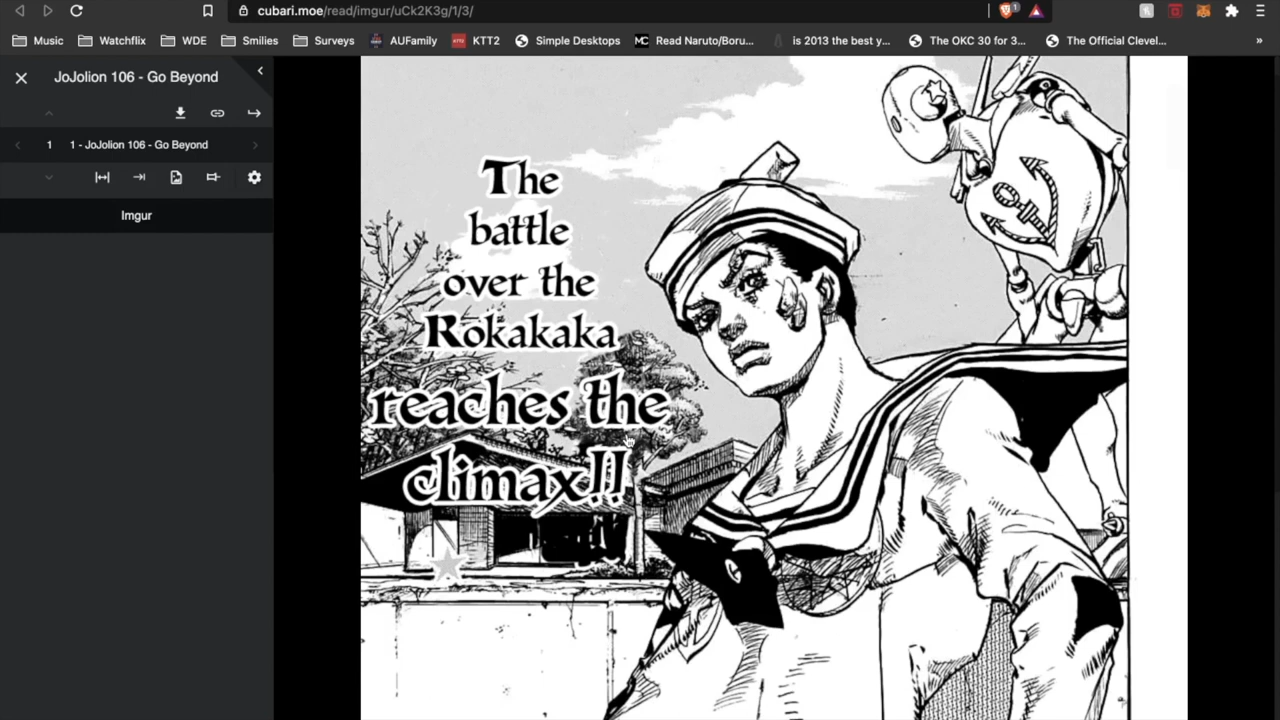 cubari.moe/read/imgur/uCk2K3g/1/3/
1
Music
Watchflix
WDE
Smilies
Surveys
AUFamily
KTT2
Simple Desktops
Read Naruto/Boru...
is 2013 the best y...
The OKC 30 for 3...
The Official Clevel...
»
JoJolion 106 - Go Beyond
1 1 - JoJolion 106 - Go Beyond
Imgur
The
battle
over the
Rokakaka
reaches the
climax!!